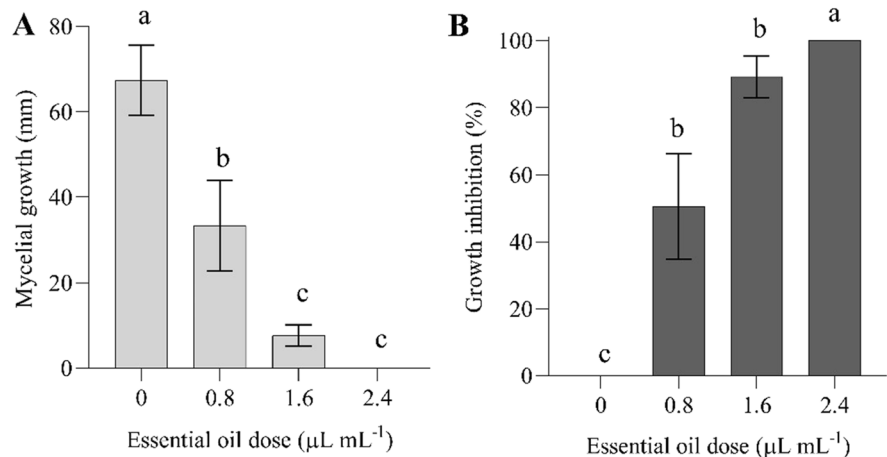 A
Mycelial growth (mm)
80
60
40
20
0
a
b
c
c
0 0.8 1.6 2.4
Essential oil dose (μL mL⁻¹)
B
Growth inhibition (%)
100
80
60
40
20
0
c
b
b
a
0 0.8 1.6 2.4
Essential oil dose (μL mL⁻¹)